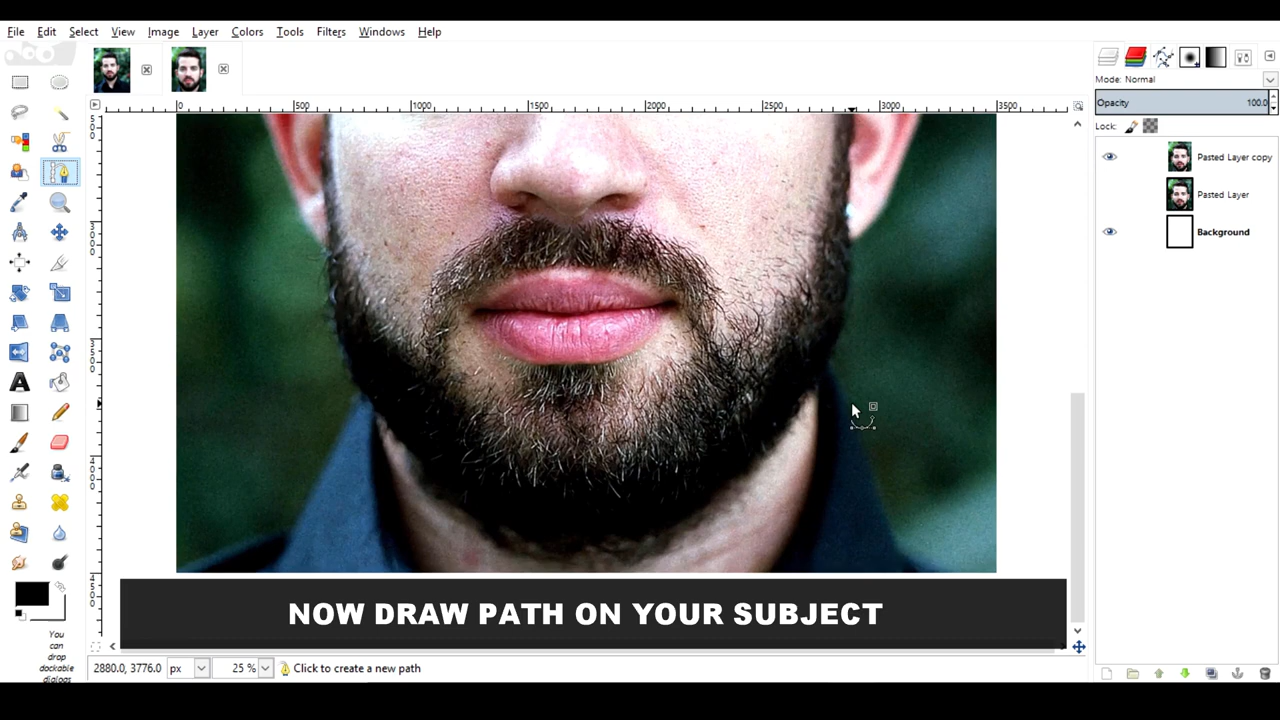 File Edit Select View Image Layer Colors Tools Filters Windows Help
Mode: Normal
Opacity 100.0
Lock:
0 500 1000 1500 2000 2500 3000 3500
Pasted Layer copy
Pasted Layer
Background
NOW DRAW PATH ON YOUR SUBJECT
You
can
drop
dockable
dialogs
2880.0, 3776.0 px 25 % Click to create a new path